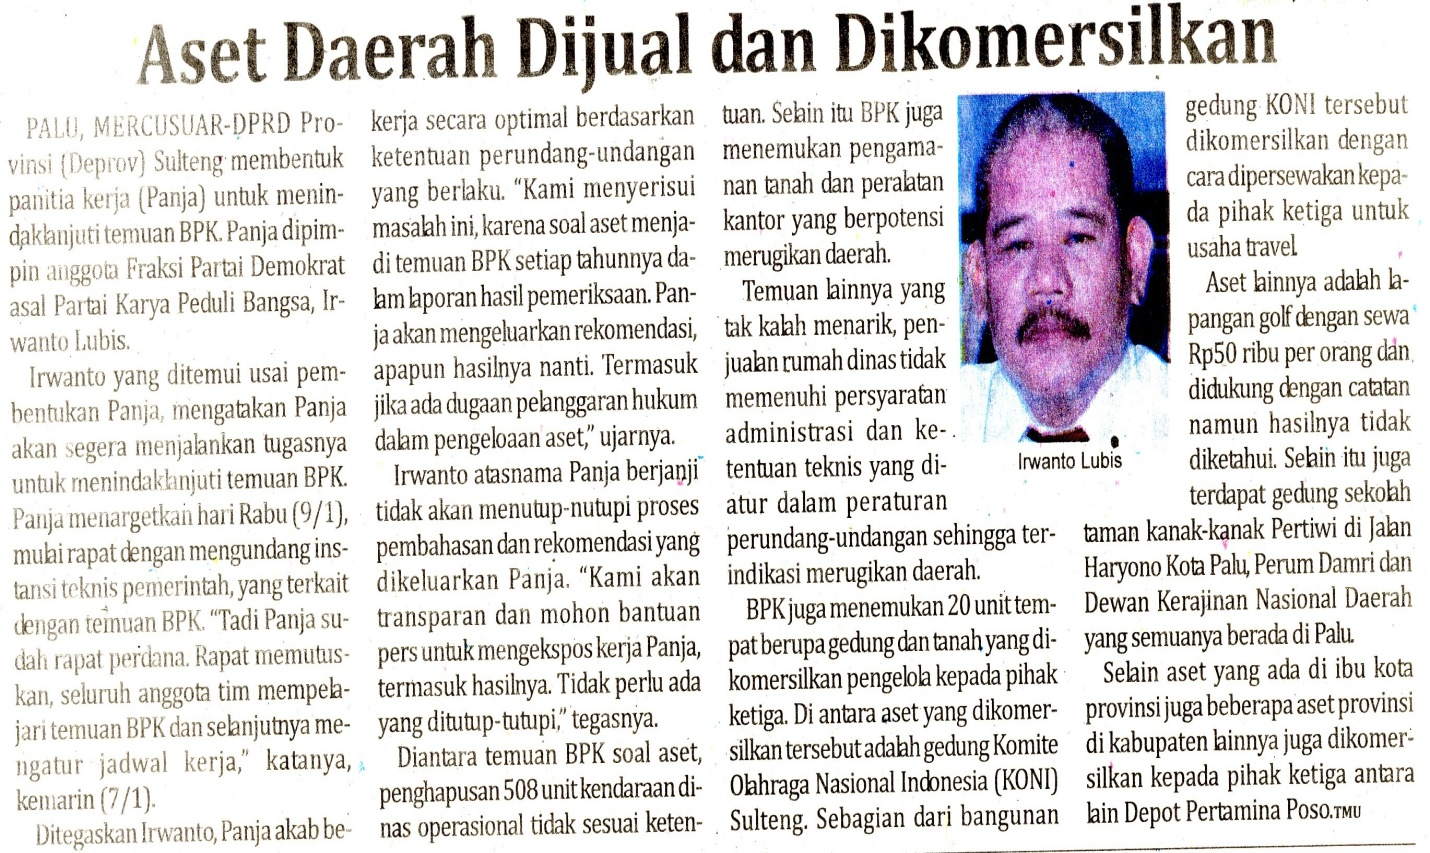 Aset Daerah Dijual dan Dikomersilkan
PALU, MERCUSUAR-DPRD Pro-
vinsi (Deprov) Sulteng membentuk
panitia kerja (Panja) untuk menin-
daklanjuti temuan BPK. Panja dipim-
pin anggota Fraksi Partai Demokrat
asal Partai Karya Peduli Bangsa, Ir-
wanto Lubis.
Irwanto yang ditemui usai pem-
bentukan Panja, mengatakan Panja
akan segera menjalankan tugasnya
untuk menindaklanjuti temuan BPK.
Panja menargetkan hari Rabu (9/1),
mulai rapat dengan mengundang ins-
tansi teknis pemerintah, yang terkait
dengan temuan BPK. "Tadi Panja su-
dah rapat perdana. Rapat memutus-
kan, seluruh anggota tim mempela-
jari temuan BPK dan selanjutnya me-
ngatur jadwal kerja," katanya,
kemarin (7/1).
Ditegaskan Irwanto, Panja akab be-
kerja secara optimal berdasarkan
ketentuan perundang-undangan
yang berlaku. "Kami menyerisui
masalah ini, karena soal aset menja-
di temuan BPK setiap tahunnya da-
lam laporan hasil pemeriksaan. Pan-
ja akan mengeluarkan rekomendasi,
apapun hasilnya nanti. Termasuk
jika ada dugaan pelanggaran hukum
dalam pengeloaan aset," ujarnya.
Irwanto atasnama Panja berjanji
tidak akan menutup-nutupi proses
pembahasan dan rekomendasi yang
dikeluarkan Panja. "Kami akan
transparan dan mohon bantuan
pers untuk mengekspos kerja Panja,
termasuk hasilnya. Tidak perlu ada
yang ditutup-tutupi," tegasnya.
Diantara temuan BPK soal aset,
penghapusan 508 unit kendaraan di-
nas operasional tidak sesuai keten-
tuan. Selain itu BPK juga
menemukan pengama-
nan tanah dan peralatan
kantor yang berpotensi
merugikan daerah.
Temuan lainnya yang
tak kalah menarik, pen-
jualan rumah dinas tidak
memenuhi persyaratan
administrasi dan ke-
tentuan teknis yang di-
atur dalam peraturan
perundang-undangan sehingga ter-
indikasi merugikan daerah.
BPK juga menemukan 20 unit tem-
pat berupa gedung dan tanah yang di-
komersilkan pengelola kepada pihak
ketiga. Di antara aset yang dikomer-
silkan tersebut adalah gedung Komite
Olahraga Nasional Indonesia (KONI)
Sulteng. Sebagian dari bangunan
Irwanto Lubis
gedung KONI tersebut
dikomersilkan dengan
cara dipersewakan kepa-
da pihak ketiga untuk
usaha travel.
Aset lainnya adalah la-
pangan golf dengan sewa
Rp50 ribu per orang dan
didukung dengan catatan
namun hasilnya tidak
diketahui. Selain itu juga
terdapat gedung sekolah
taman kanak-kanak Pertiwi di Jalan
Haryono Kota Palu, Perum Damri dan
Dewan Kerajinan Nasional Daerah
yang semuanya berada di Palu.
Selain aset yang ada di ibu kota
provinsi juga beberapa aset provinsi
di kabupaten lainnya juga dikomer-
silkan kepada pihak ketiga antara
lain Depot Pertamina Poso.TMU